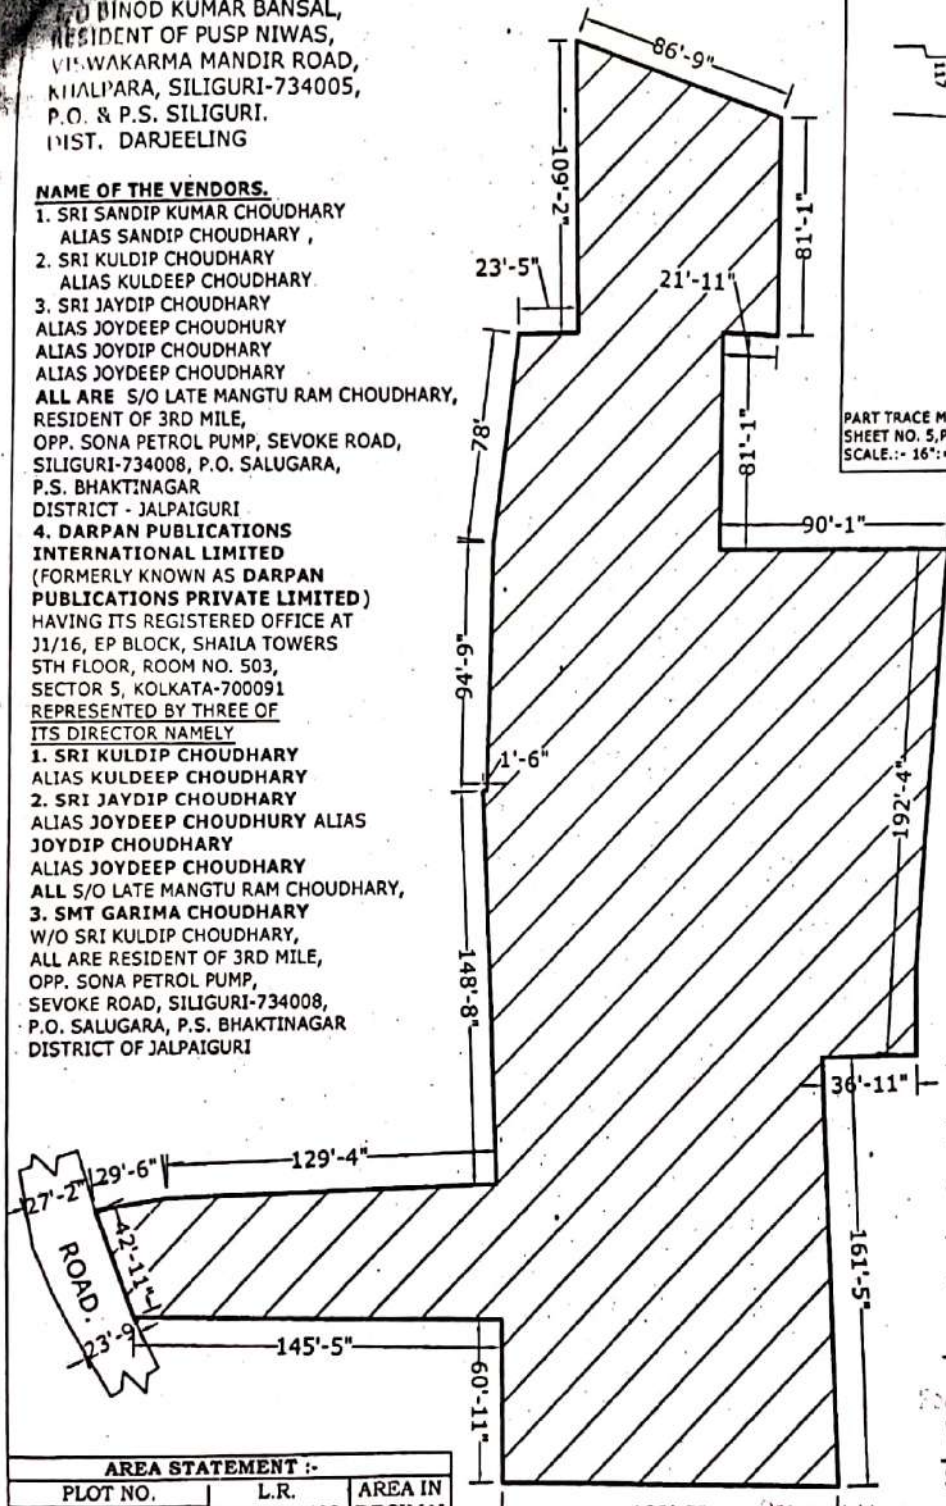 BINOD KUMAR BANSAL,
RESIDENT OF PUSP NIWAS,
VISWAKARMA MANDIR ROAD,
KHALPARA, SILIGURI-734005,
P.O. & P.S. SILIGURI.
DIST. DARJEELING
NAME OF THE VENDORS.
1. SRI SANDIP KUMAR CHOUDHARY
ALIAS SANDIP CHOUDHARY ,
2. SRI KULDIP CHOUDHARY
ALIAS KULDEEP CHOUDHARY
3. SRI JAYDIP CHOUDHARY
ALIAS JOYDEEP CHOUDHURY
ALIAS JOYDIP CHOUDHARY
ALIAS JOYDEEP CHOUDHARY
ALL ARE S/O LATE MANGTU RAM CHOUDHARY,
RESIDENT OF 3RD MILE,
OPP. SONA PETROL PUMP, SEVOKE ROAD,
SILIGURI-734008, P.O. SALUGARA,
P.S. BHAKTINAGAR
DISTRICT - JALPAIGURI
4. DARPAN PUBLICATIONS
INTERNATIONAL LIMITED
(FORMERLY KNOWN AS DARPAN
PUBLICATIONS PRIVATE LIMITED)
HAVING ITS REGISTERED OFFICE AT
J1/16, EP BLOCK, SHAILA TOWERS
5TH FLOOR, ROOM NO. 503,
SECTOR 5, KOLKATA-700091
REPRESENTED BY THREE OF
ITS DIRECTOR NAMELY
1. SRI KULDIP CHOUDHARY
ALIAS KULDEEP CHOUDHARY
2. SRI JAYDIP CHOUDHARY
ALIAS JOYDEEP CHOUDHURY ALIAS
JOYDIP CHOUDHARY
ALIAS JOYDEEP CHOUDHARY
ALL S/O LATE MANGTU RAM CHOUDHARY,
3. SMT GARIMA CHOUDHARY
W/O SRI KULDIP CHOUDHARY,
ALL ARE RESIDENT OF 3RD MILE,
OPP. SONA PETROL PUMP,
SEVOKE ROAD, SILIGURI-734008,
P.O. SALUGARA, P.S. BHAKTINAGAR
DISTRICT OF JALPAIGURI
86'-9"
109'-2"
81'-1"
23'-5"
21'-11"
78'
81'-1"
90'-1"
94'-9"
1'-6"
192'-4"
148'-8"
36'-11"
129'-4"
29'-6"
27'-2"
42'-11"
ROAD.
23'-9
145'-5"
60'-11"
161'-5"
117
PART TRACE M
SHEET NO. 5,P
SCALE.:- 16":
AREA STATEMENT :-
PLOT NO.
L.R.
AREA IN